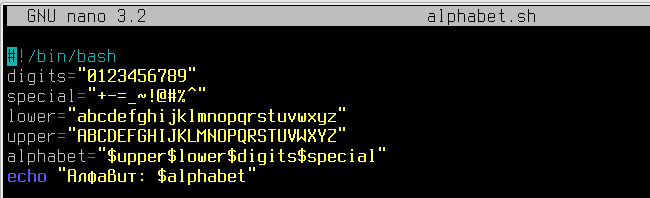 GNU nano 3.2 alphabet.sh
#!/bin/bash
digits="0123456789"
special="+-=_~!@#%^"
lower="abcdefghijklmnopqrstuvwxyz"
upper="ABCDEFGHIJKLMNOPQRSTUVWXYZ"
alphabet="$upper$lower$digits$special"
echo "Алфавит: $alphabet"